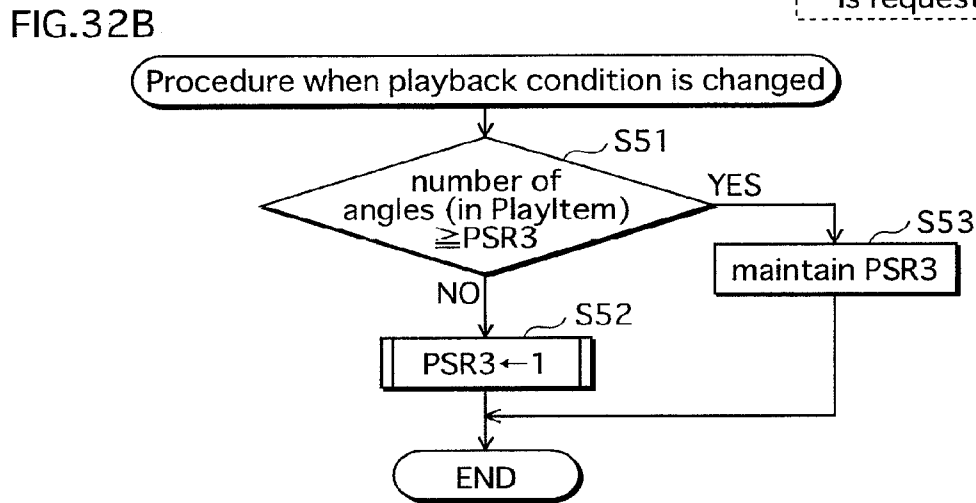 is request
FIG.32B
Procedure when playback condition is changed
S51
number of
angles (in PlayItem)
≧PSR3
YES
S53
maintain PSR3
NO
S52
PSR3←1
END